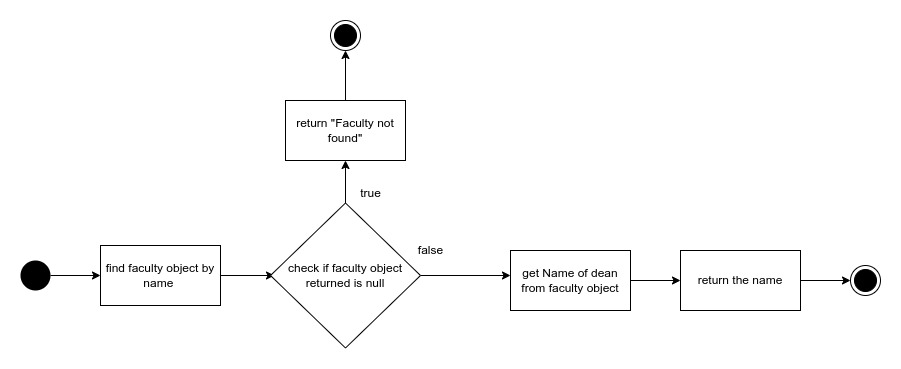 return "Faculty not
found"
true
find faculty object by
name
check if faculty object
returned is null
false
get Name of dean
from faculty object
return the name